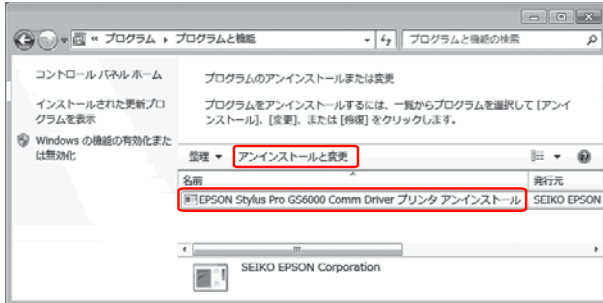 « プログラム ▸ プログラムと機能
プログラムと機能の検索
コントロール パネル ホーム
インストールされた更新プロ
グラムを表示
Windows の機能の有効化また
は無効化
プログラムのアンインストールまたは変更
プログラムをアンインストールするには、一覧からプログラムを選択して [アンイ
ンストール]、[変更]、または [修復] をクリックします。
整理 ▼ アンインストールと変更
名前 発行元
EPSON Stylus Pro GS6000 Comm Driver プリンタ アンインストール SEIKO EPSON
SEIKO EPSON Corporation